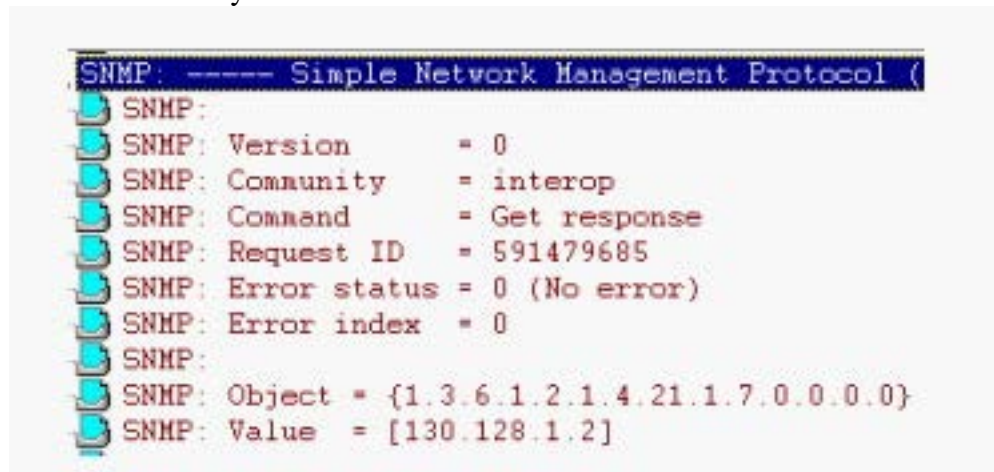 SNMP: ----- Simple Network Management Protocol (
SNMP:
SNMP: Version = 0
SNMP: Community = interop
SNMP: Command = Get response
SNMP: Request ID = 591479685
SNMP: Error status = 0 (No error)
SNMP: Error index = 0
SNMP:
SNMP: Object = {1.3.6.1.2.1.4.21.1.7.0.0.0.0}
SNMP: Value = [130.128.1.2]